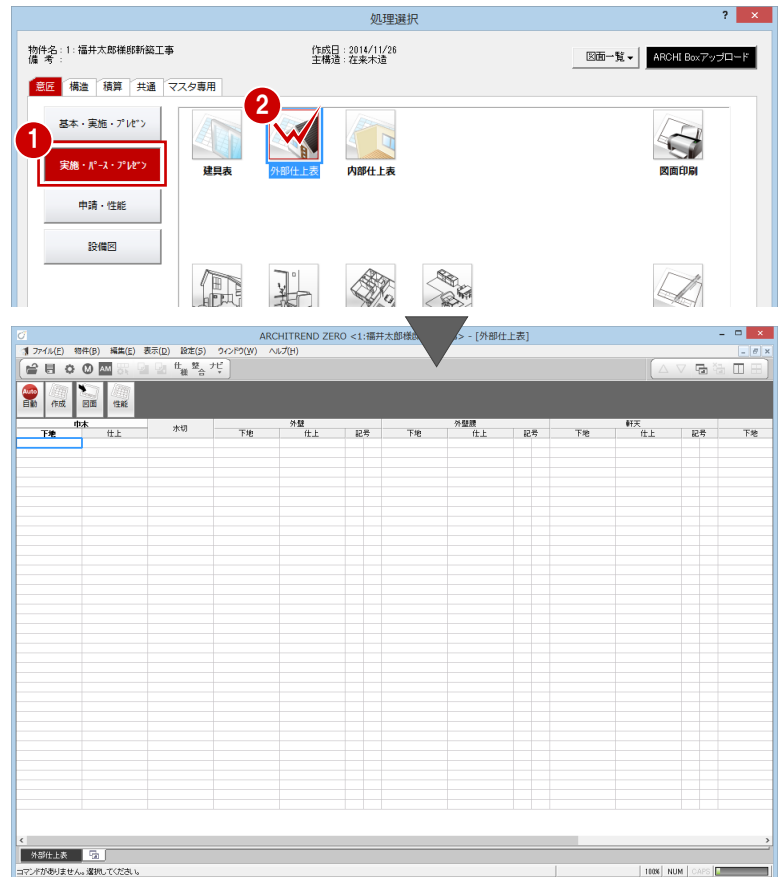 処理選択
? ×
物件名:1:福井太郎様邸新築工事
備 考 :
作成日:2014/11/26
主構造:在来木造
図面一覧
ARCHI Boxアップロード
意匠 構造 積算 共通 マスタ専用
1
2
基本・実施・プレゼン
実施・パース・プレゼン
申請・性能
設備図
建具表
外部仕上表
内部仕上表
図面印刷
ARCHITREND ZERO <1:福井太郎様邸 > - [外部仕上表]
ファイル(F) 物件(B) 編集(E) 表示(D) 設定(S) ウィンドウ(W) ヘルプ(H)
M AM 仕種 整合 ナビ
Auto
自動 作成 図面 性能
巾木 水切 外壁 外壁腰 軒天
下地 仕上 下地 仕上 記号 下地 仕上 記号 下地 仕上 記号 下地
外部仕上表
コマンドがありません。選択してください。
100% NUM CAPS